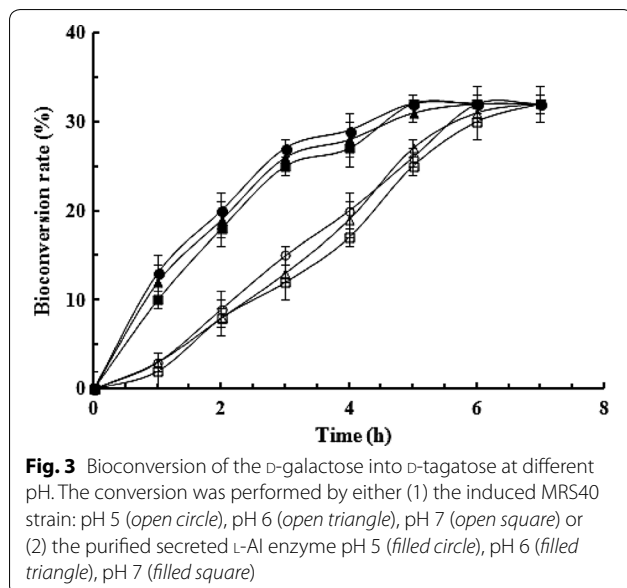 Bioconversion rate (%)
40
30
20
10
0
0
2
4
6
8
Time (h)
Fig. 3 Bioconversion of the D-galactose into D-tagatose at different
pH. The conversion was performed by either (1) the induced MRS40
strain: pH 5 (open circle), pH 6 (open triangle), pH 7 (open square) or
(2) the purified secreted L-AI enzyme pH 5 (filled circle), pH 6 (filled
triangle), pH 7 (filled square)